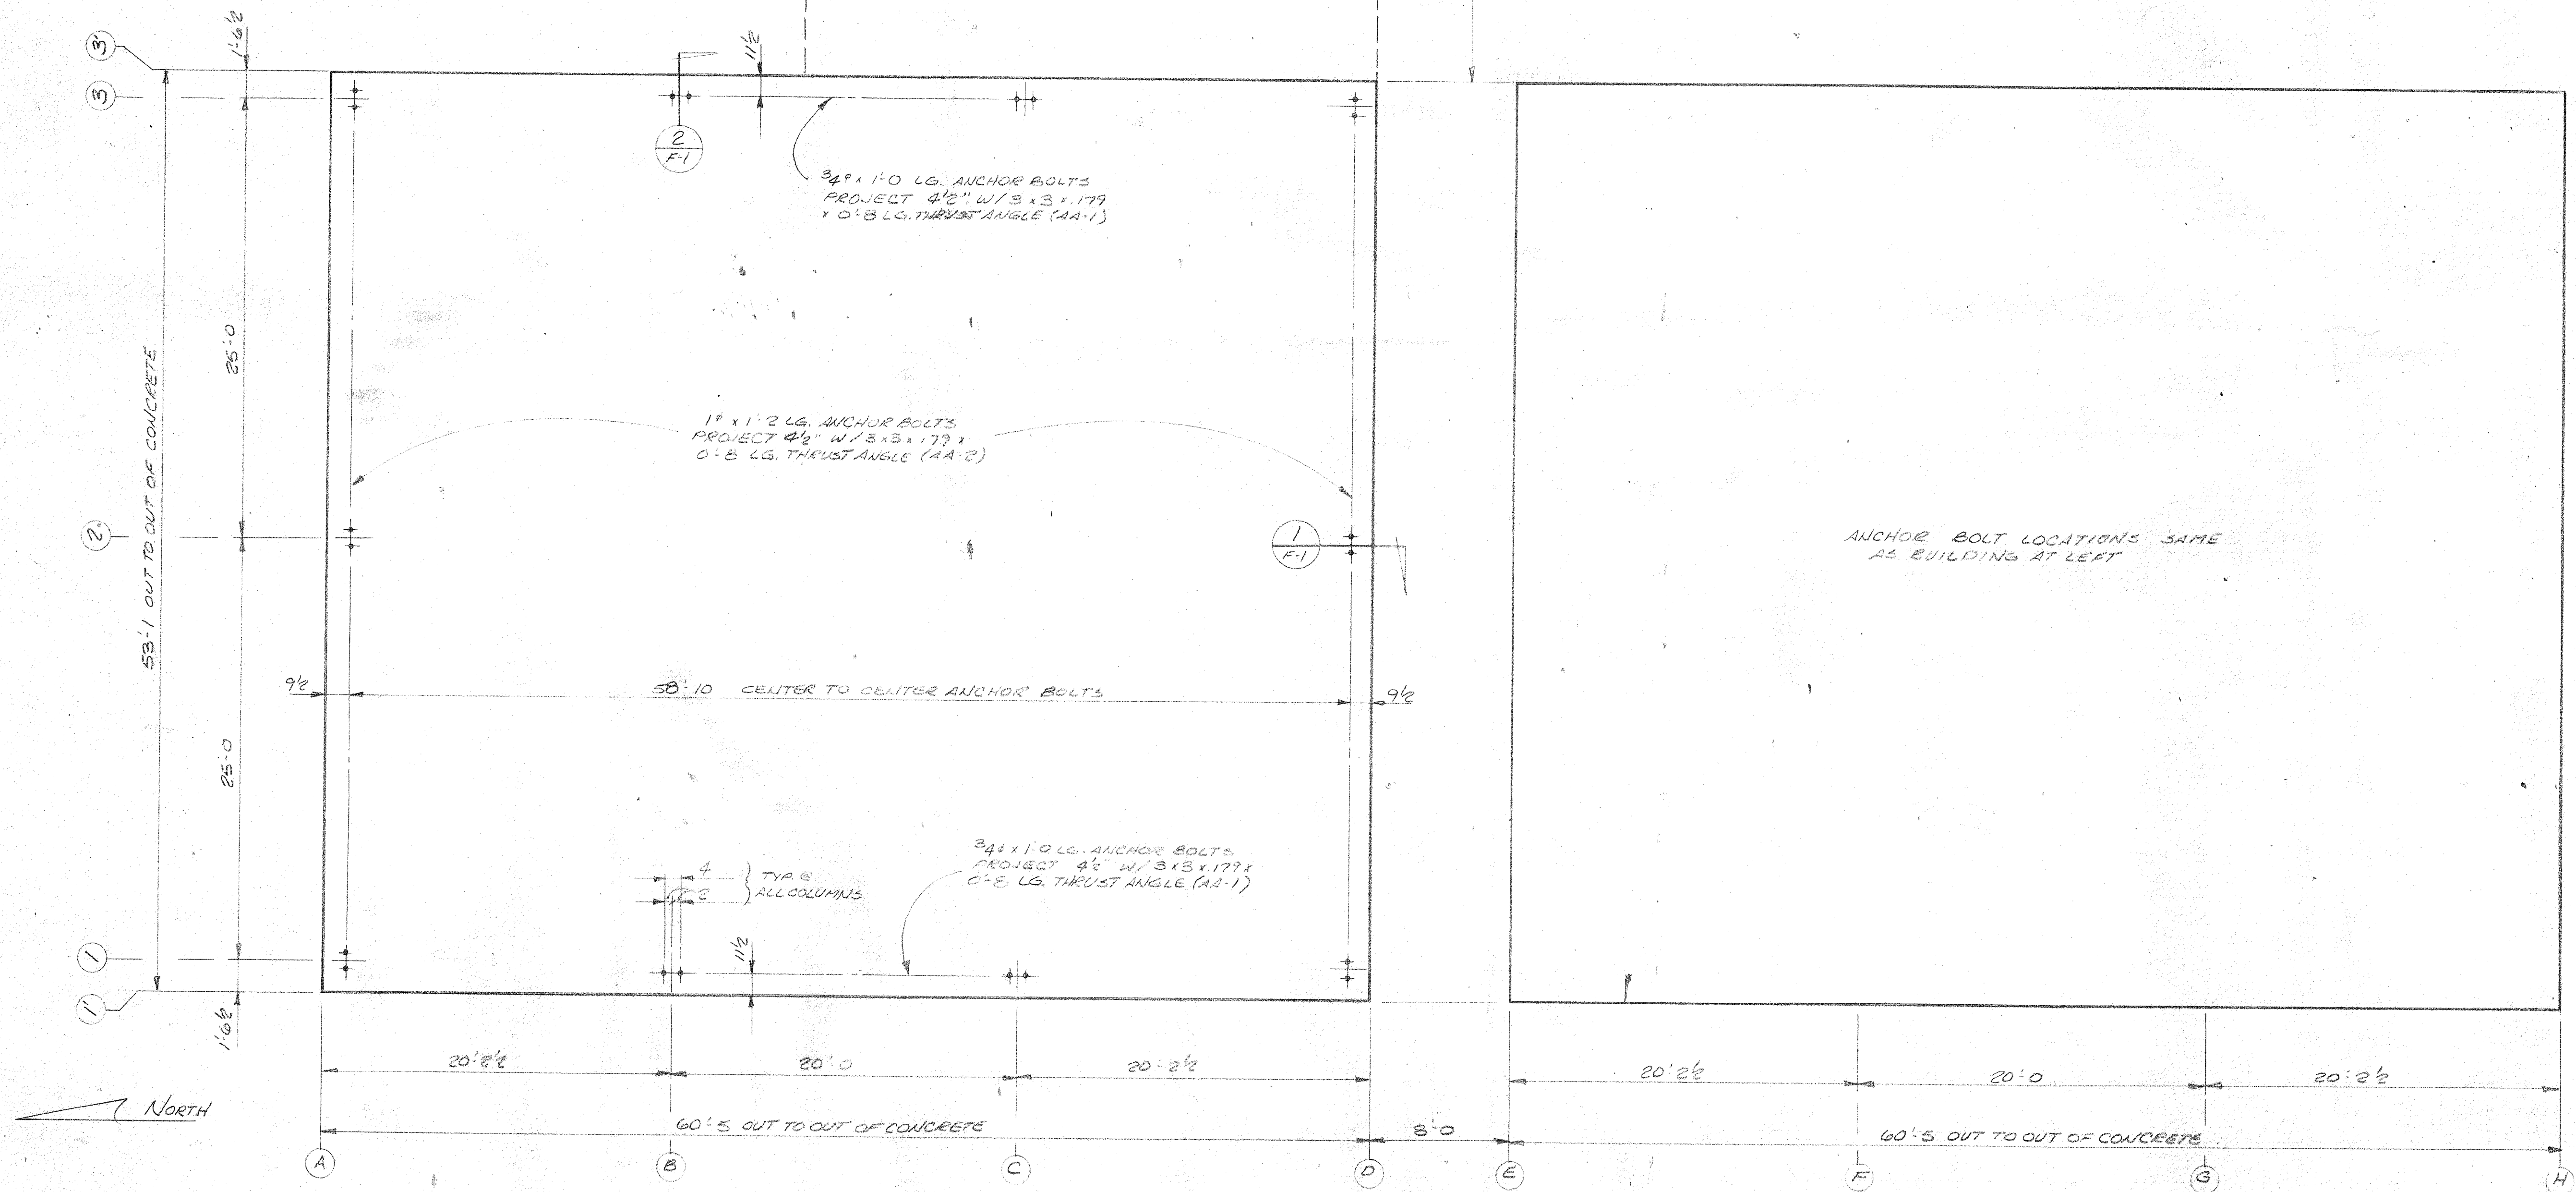 3'
1'-6½
3
2
F-1
11½
¾ø x 1'-0 LG. ANCHOR BOLTS
PROJECT 4½" W/ 3 x 3 x .179
x 0'-8 LG. THRUST ANGLE (AA-1)
25'-0
53'-1 OUT TO OUT OF CONCRETE
1ø x 1'-2 LG. ANCHOR BOLTS
PROJECT 4½" W/ 3 x 3 x .179 x
0'-8 LG. THRUST ANGLE (AA-2)
2
1
F-1
ANCHOR BOLT LOCATIONS SAME
AS BUILDING AT LEFT
9½
58'-10 CENTER TO CENTER ANCHOR BOLTS
9½
25'-0
4
2
TYP. @
ALL COLUMNS
¾ø x 1'-0 LG. ANCHOR BOLTS
PROJECT 4½" W/ 3 x 3 x .179 x
0'-8 LG. THRUST ANGLE (AA-1)
11½
1
1'
1'-6½
20'-2½
20'-0
20'-2½
20'-2½
20'-0
20'-2½
NORTH
60'-5 OUT TO OUT OF CONCRETE
8'-0
60'-5 OUT TO OUT OF CONCRETE
A
B
C
D
E
F
G
H